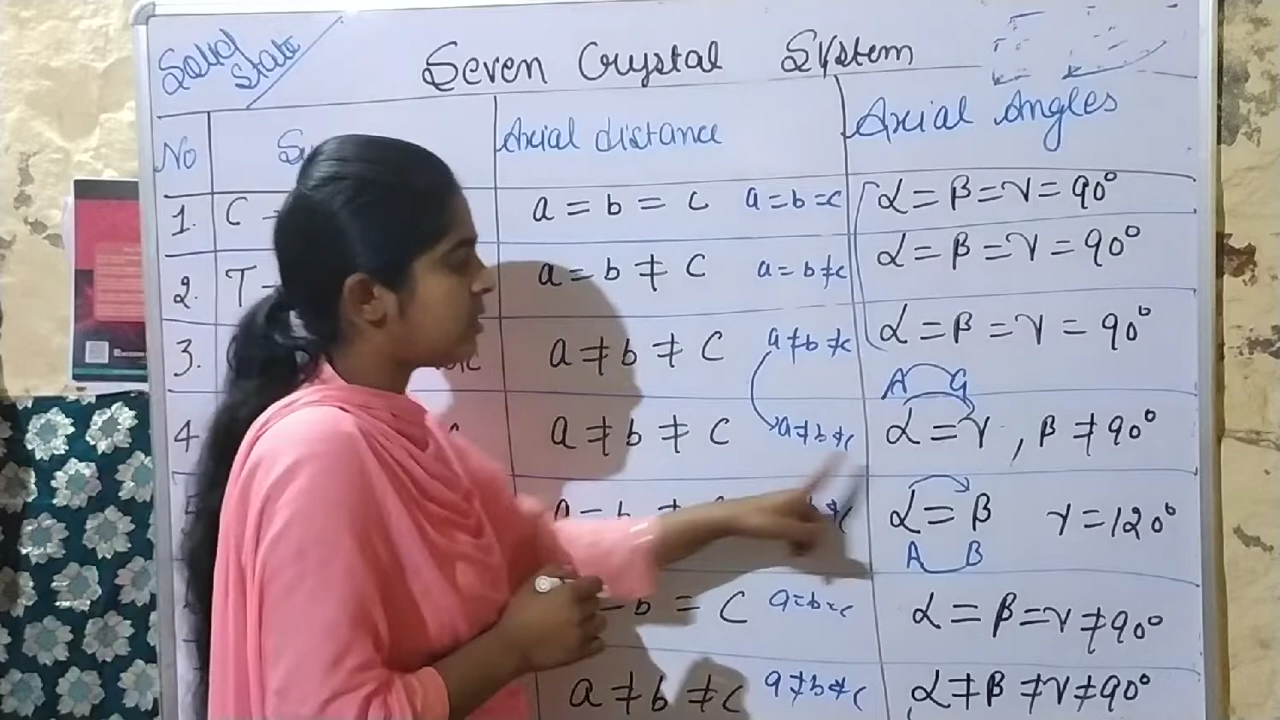 Solid state
Seven Crystal System
No Axial distance Axial Angles
1. C a = b = c a = b = c α = β = γ = 90°
2. T a = b ≠ c a = b ≠ c α = β = γ = 90°
3. a ≠ b ≠ c a ≠ b ≠ c α = β = γ = 90°
A G
4 a ≠ b ≠ c a ≠ b ≠ c α = γ , β ≠ 90°
a = b ≠ α = β γ = 120°
A B
b = c a = b = c α = β = γ ≠ 90°
a ≠ b ≠ c a ≠ b ≠ c α ≠ β ≠ γ ≠ 90°